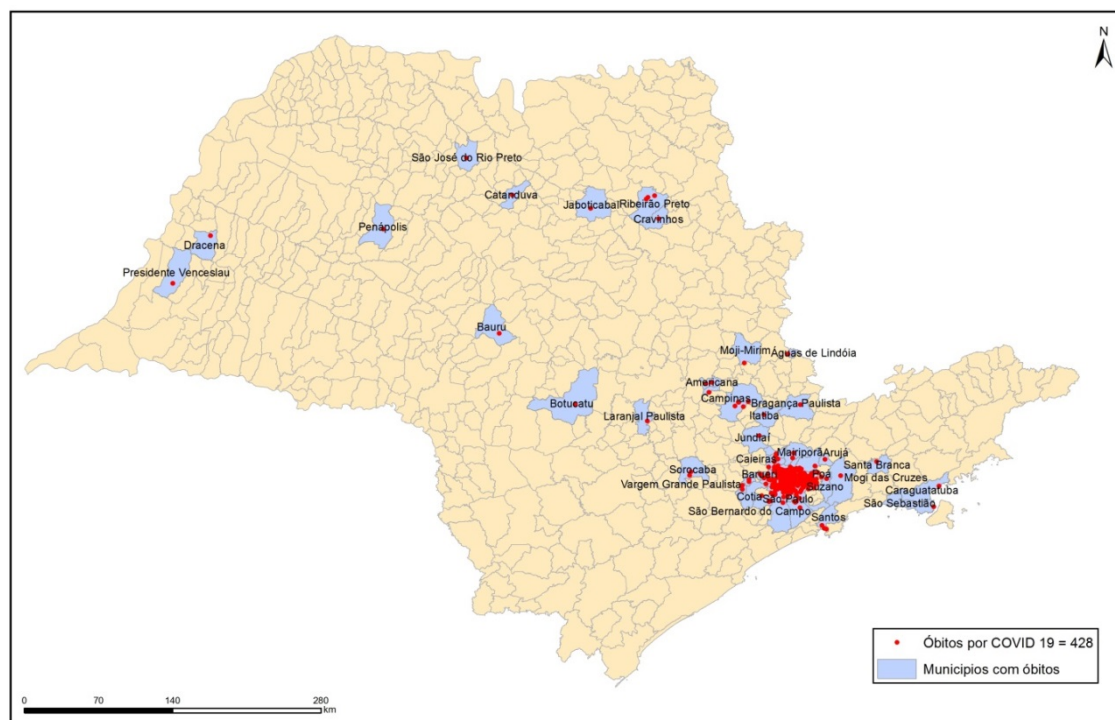 N
São José do Rio Preto
Catanduva
Jaboticabal
Ribeirão Preto
Cravinhos
Penápolis
Dracena
Presidente Venceslau
Bauru
Moji-Mirim
Águas de Lindóia
Americana
Campinas
Bragança Paulista
Botucatu
Itatiba
Laranjal Paulista
Jundiaí
Mairiporã
Arujá
Caieiras
Santa Branca
Sorocaba
Barueri
Poá
Mogi das Cruzes
Vargem Grande Paulista
Suzano
Caraguatatuba
Cotia
São Paulo
São Sebastião
São Bernardo do Campo
Santos
Óbitos por COVID 19 = 428
Municipios com óbitos
0 70 140 280
km